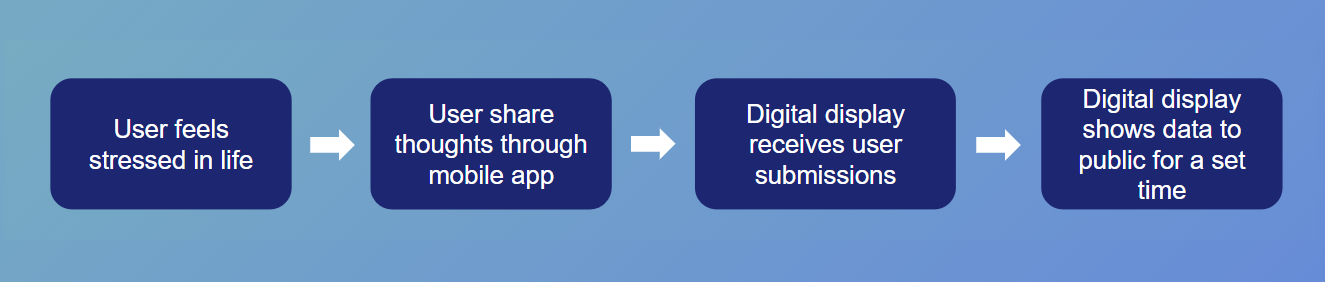 User feels
stressed in life
User share
thoughts through
mobile app
Digital display
receives user
submissions
Digital display
shows data to
public for a set
time